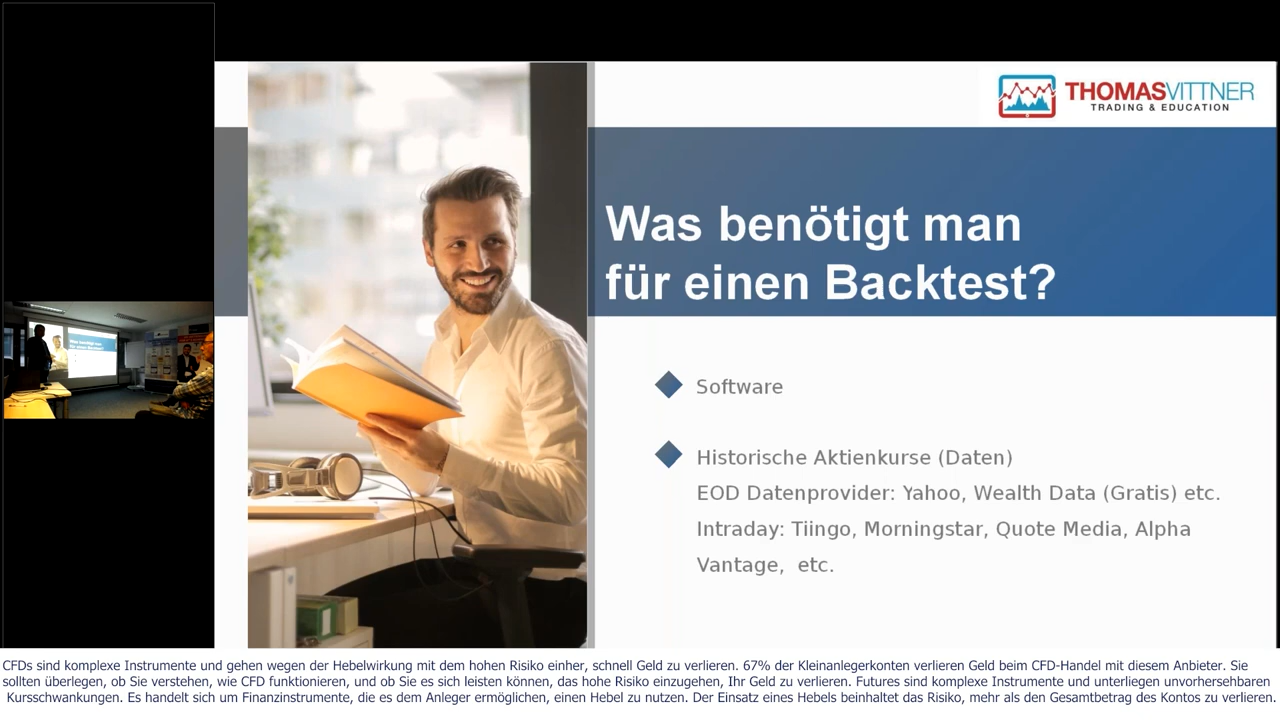 THOMASVITTNER
TRADING & EDUCATION
Was benötigt man
für einen Backtest?
Software
Historische Aktienkurse (Daten)
EOD Datenprovider: Yahoo, Wealth Data (Gratis) etc.
Intraday: Tiingo, Morningstar, Quote Media, Alpha
Vantage, etc.
Was benötigt man
für einen Backtest?
CFDs sind komplexe Instrumente und gehen wegen der Hebelwirkung mit dem hohen Risiko einher, schnell Geld zu verlieren. 67% der Kleinanlegerkonten verlieren Geld beim CFD-Handel mit diesem Anbieter. Sie
sollten überlegen, ob Sie verstehen, wie CFD funktionieren, und ob Sie es sich leisten können, das hohe Risiko einzugehen, Ihr Geld zu verlieren. Futures sind komplexe Instrumente und unterliegen unvorhersehbaren
Kursschwankungen. Es handelt sich um Finanzinstrumente, die es dem Anleger ermöglichen, einen Hebel zu nutzen. Der Einsatz eines Hebels beinhaltet das Risiko, mehr als den Gesamtbetrag des Kontos zu verlieren.